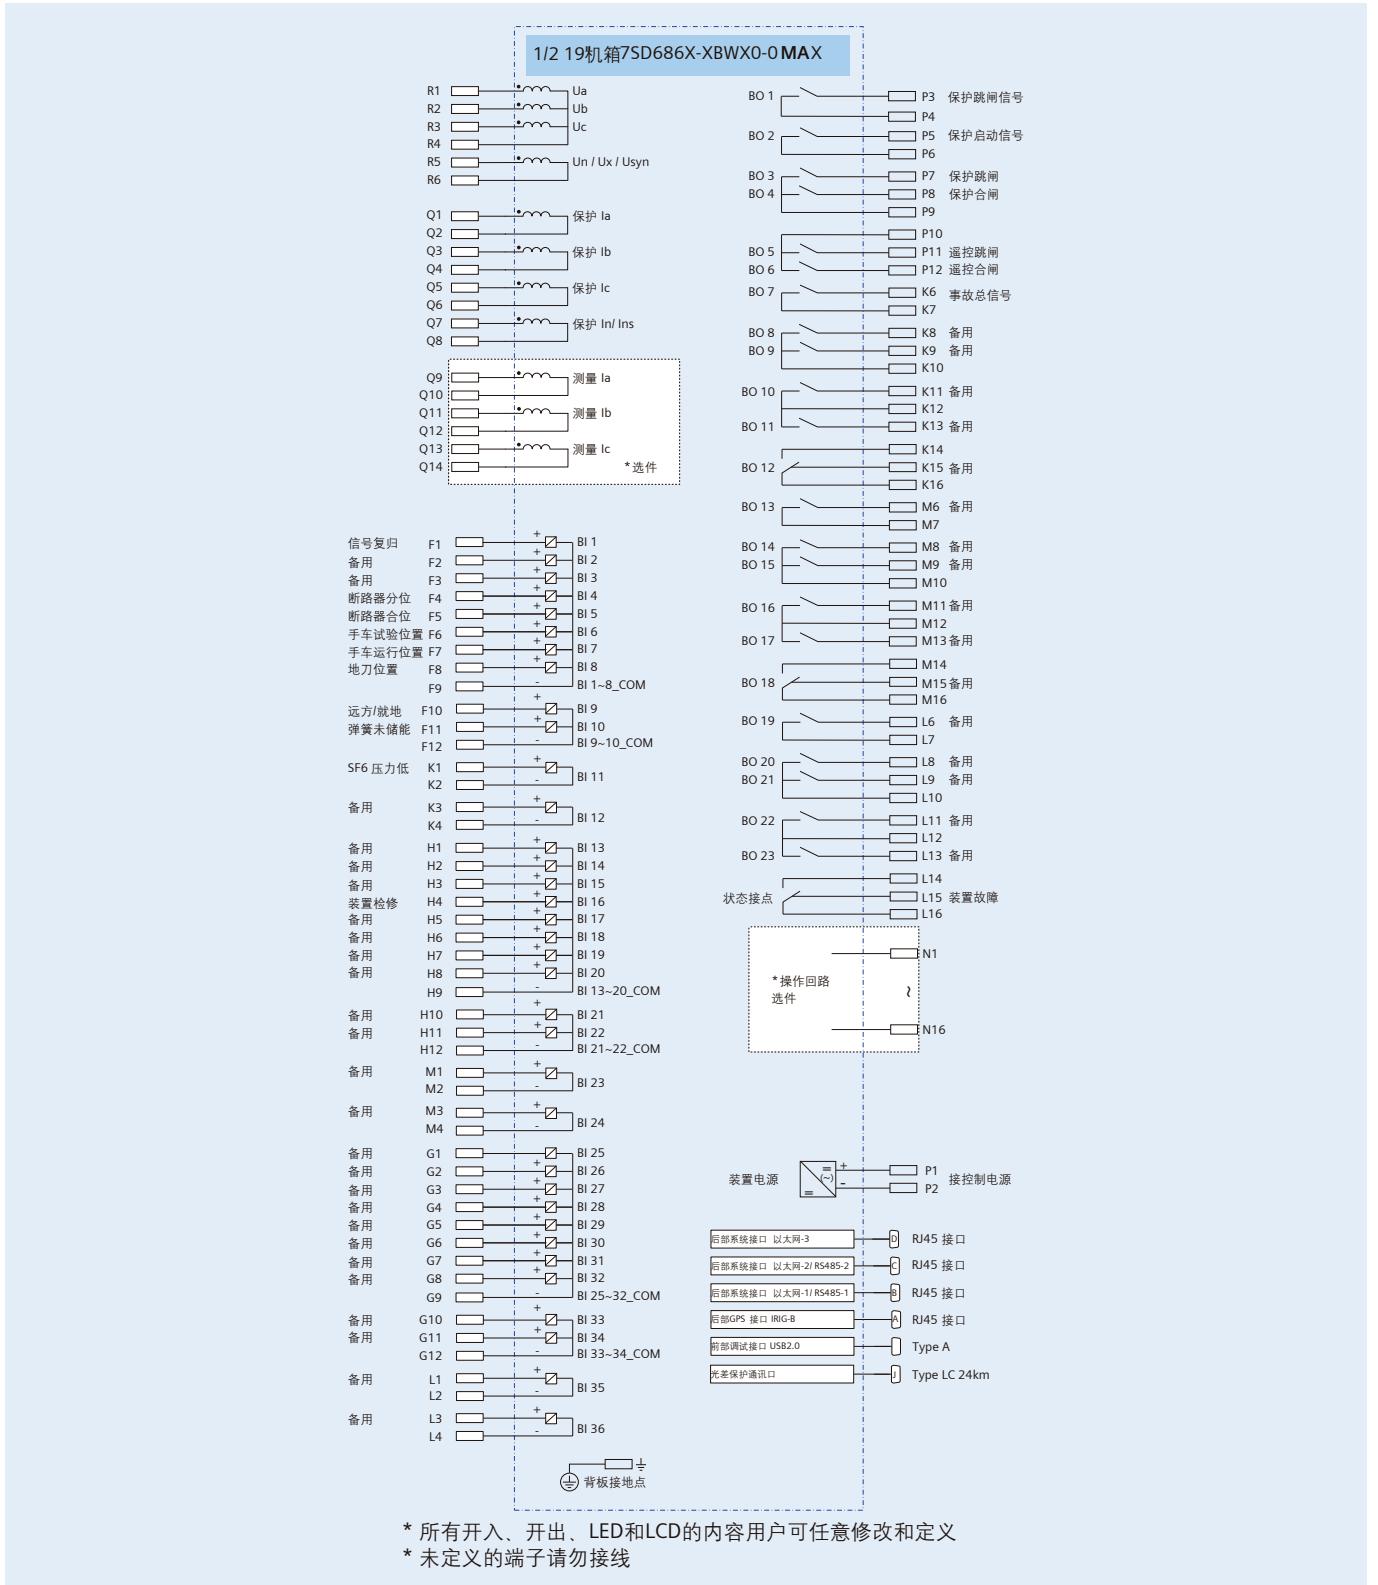 1/2 19机箱7SD686X-XBWX0-0MAX
R1 Ua
R2 Ub
R3 Uc
R4
R5 Un / Ux / Usyn
R6
Q1 保护 Ia
Q2
Q3 保护 Ib
Q4
Q5 保护 Ic
Q6
Q7 保护 In/ Ins
Q8
Q9 测量 Ia
Q10
Q11 测量 Ib
Q12
Q13 测量 Ic
Q14 *选件
信号复归 F1 + BI 1
备用 F2 + BI 2
备用 F3 + BI 3
断路器分位 F4 + BI 4
断路器合位 F5 + BI 5
手车试验位置 F6 + BI 6
手车运行位置 F7 + BI 7
地刀位置 F8 + BI 8
F9 - BI 1~8_COM
远方/就地 F10 + BI 9
弹簧未储能 F11 + BI 10
F12 - BI 9~10_COM
SF6 压力低 K1 + BI 11
K2 -
备用 K3 + BI 12
K4 -
备用 H1 + BI 13
备用 H2 + BI 14
备用 H3 + BI 15
装置检修 H4 + BI 16
备用 H5 + BI 17
备用 H6 + BI 18
备用 H7 + BI 19
备用 H8 + BI 20
H9 - BI 13~20_COM
备用 H10 + BI 21
备用 H11 + BI 22
H12 - BI 21~22_COM
备用 M1 + BI 23
M2 -
备用 M3 + BI 24
M4 -
备用 G1 BI 25
备用 G2 + BI 26
备用 G3 + BI 27
备用 G4 + BI 28
备用 G5 + BI 29
备用 G6 + BI 30
备用 G7 + BI 31
备用 G8 + BI 32
G9 - BI 25~32_COM
备用 G10 + BI 33
备用 G11 + BI 34
G12 - BI 33~34_COM
备用 L1 + BI 35
L2 -
备用 L3 + BI 36
L4 -
背板接地点
BO 1 P3 保护跳闸信号
P4
BO 2 P5 保护启动信号
P6
BO 3 P7 保护跳闸
BO 4 P8 保护合闸
P9
P10
BO 5 P11 遥控跳闸
BO 6 P12 遥控合闸
BO 7 K6 事故总信号
K7
BO 8 K8 备用
BO 9 K9 备用
K10
BO 10 K11 备用
K12
BO 11 K13 备用
K14
BO 12 K15 备用
K16
BO 13 M6 备用
M7
BO 14 M8 备用
BO 15 M9 备用
M10
BO 16 M11 备用
M12
BO 17 M13 备用
M14
BO 18 M15 备用
M16
BO 19 L6 备用
L7
BO 20 L8 备用
BO 21 L9 备用
L10
BO 22 L11 备用
L12
BO 23 L13 备用
L14
状态接点 L15 装置故障
L16
N1
*操作回路
选件
~
N16
装置电源 = (~) = + P1 接控制电源
- P2
后部系统接口 以太网-3 D RJ45 接口
后部系统接口 以太网-2/ RS485-2 C RJ45 接口
后部系统接口 以太网-1/ RS485-1 B RJ45 接口
后部GPS 接口 IRIG-B A RJ45 接口
前部调试接口 USB2.0 Type A
光差保护通讯口 J Type LC 24km
* 所有开入、开出、LED和LCD的内容用户可任意修改和定义
* 未定义的端子请勿接线